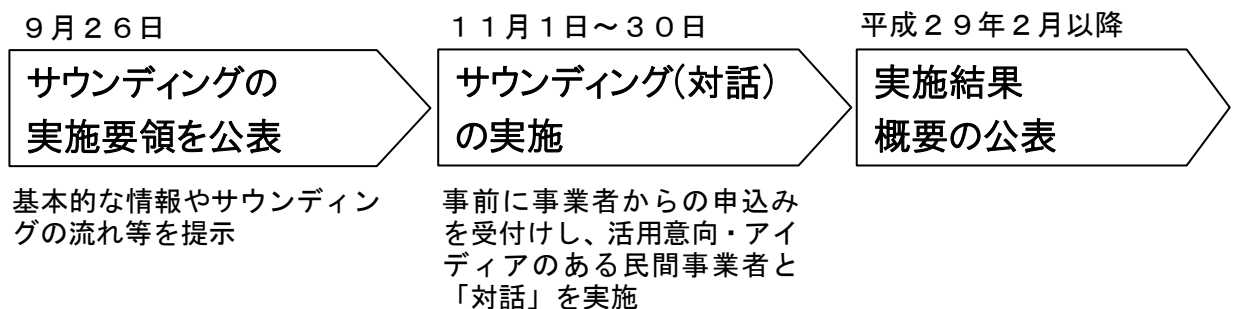 ９月２６日
サウンディングの
実施要領を公表
基本的な情報やサウンディン
グの流れ等を提示
１１月１日～３０日
サウンディング（対話）
の実施
事前に事業者からの申込み
を受付けし、活用意向・アイ
ディアのある民間事業者と
「対話」を実施
平成２９年２月以降
実施結果
概要の公表